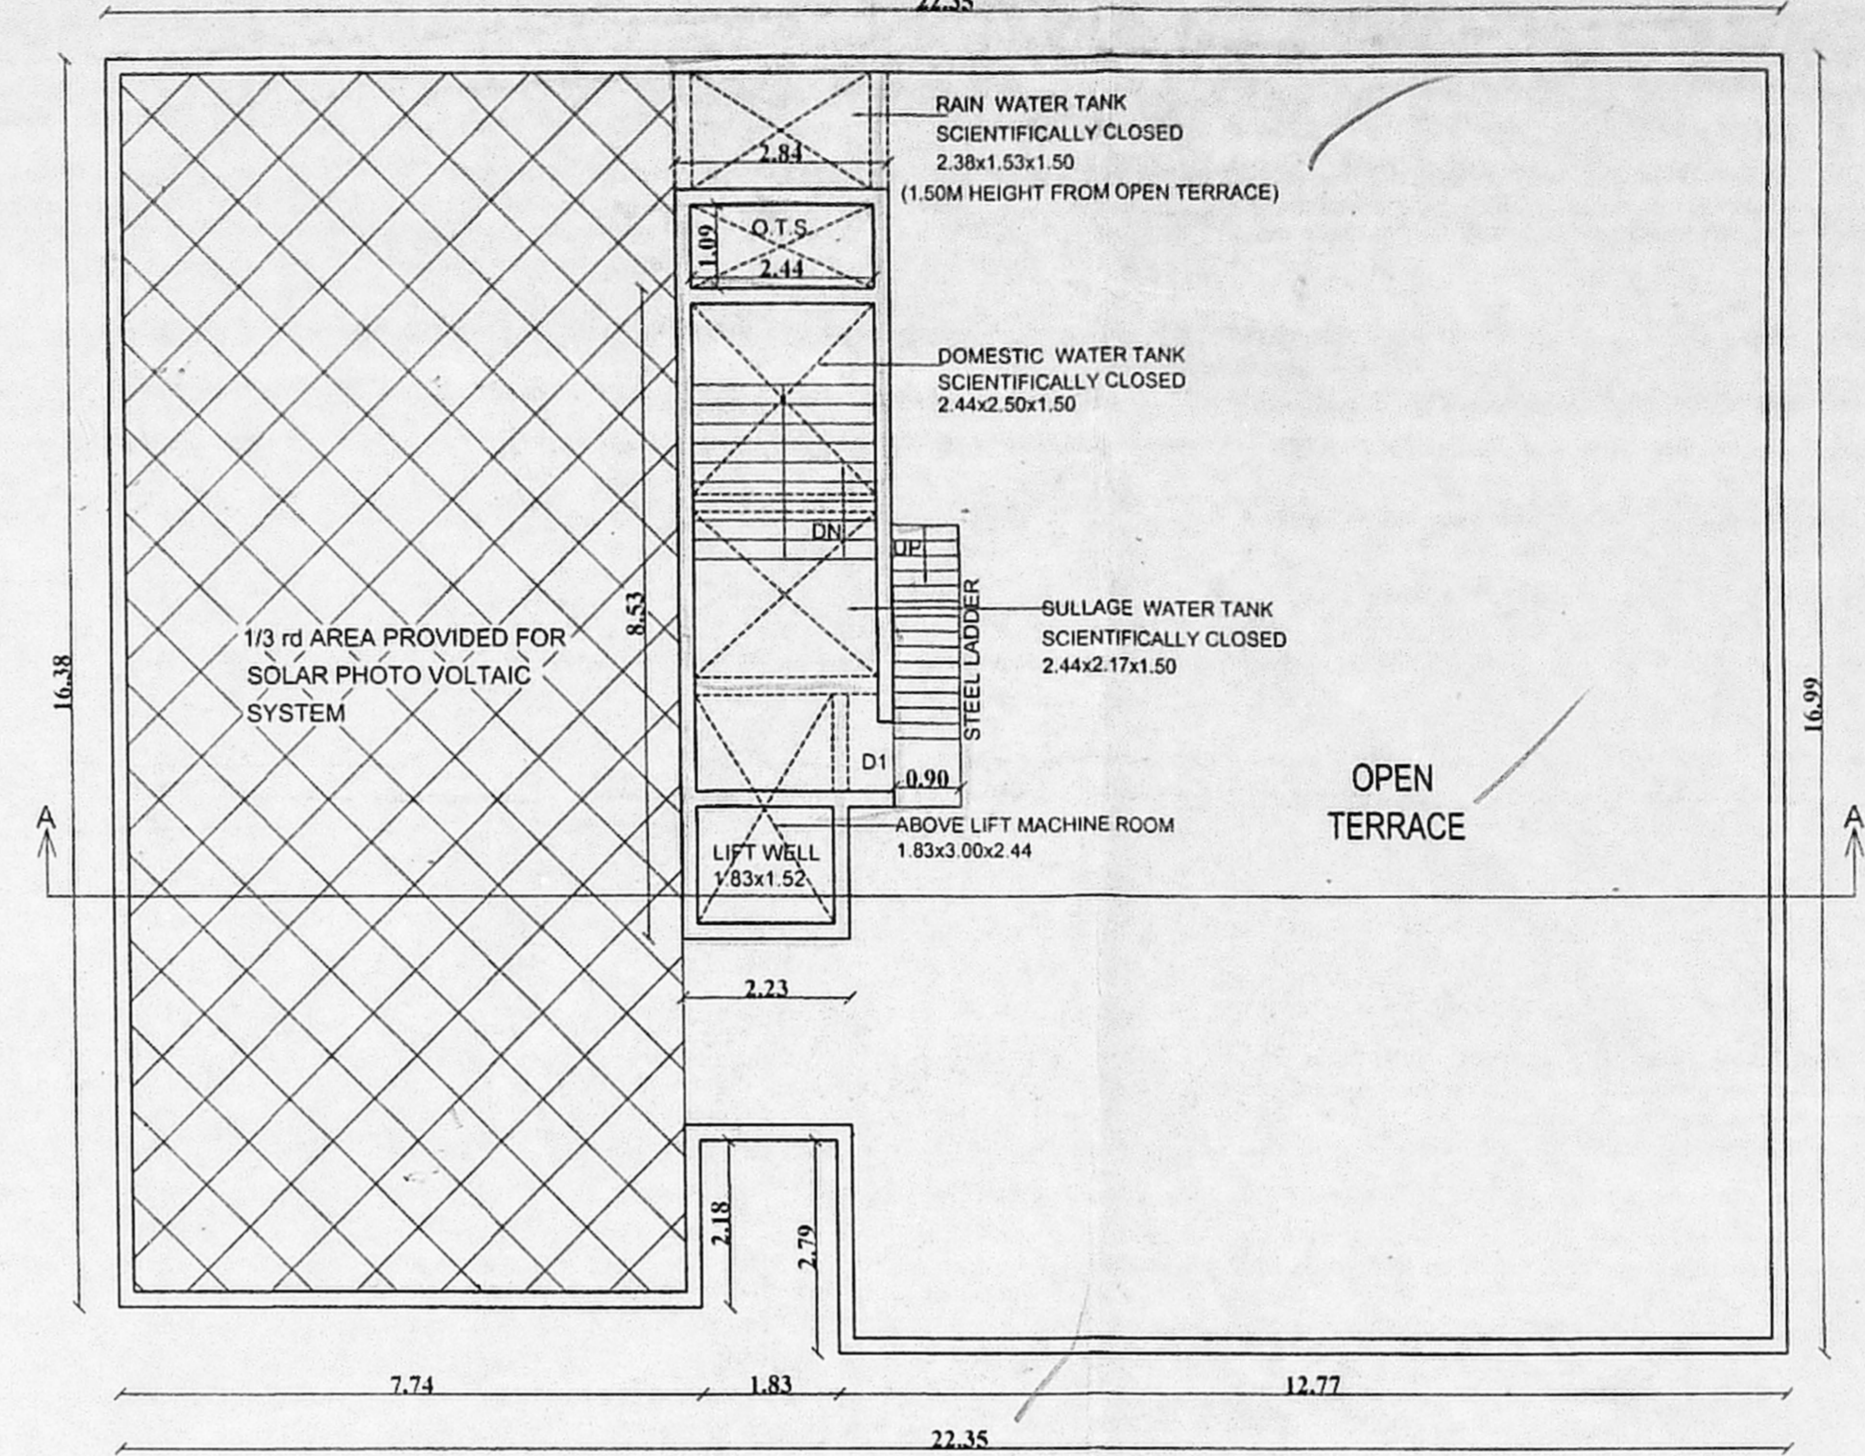 22.35
RAIN WATER TANK
SCIENTIFICALLY CLOSED
2.38x1.53x1.50
(1.50M HEIGHT FROM OPEN TERRACE)
2.84
O.T.S.
1.09
2.44
DOMESTIC WATER TANK
SCIENTIFICALLY CLOSED
2.44x2.50x1.50
DN
UP
8.53
STEEL LADDER
SULLAGE WATER TANK
SCIENTIFICALLY CLOSED
2.44x2.17x1.50
1/3 rd AREA PROVIDED FOR
SOLAR PHOTO VOLTAIC
SYSTEM
16.38
16.99
D1
0.90
OPEN
TERRACE
A
A
ABOVE LIFT MACHINE ROOM
1.83x3.00x2.44
LIFT WELL
1.83x1.52
2.23
2.18
2.79
7.74
1.83
12.77
22.35